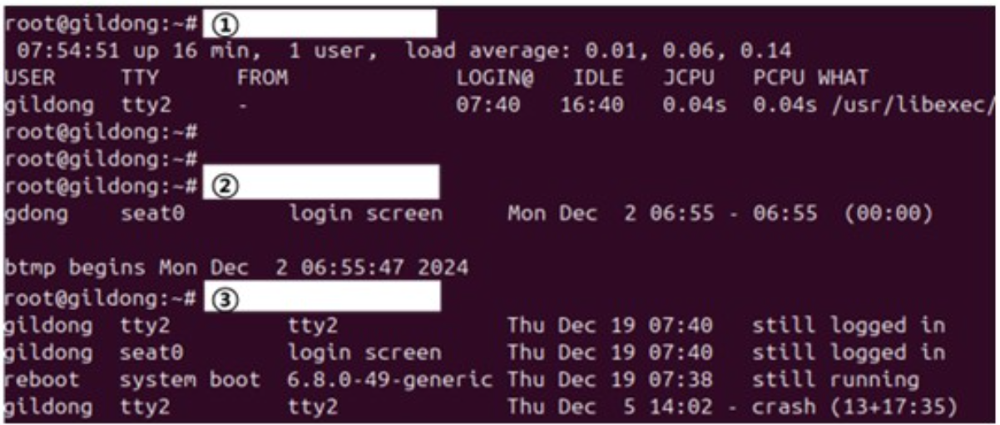 root@gildong:~# ①
07:54:51 up 16 min,  1 user,  load average: 0.01, 0.06, 0.14
USER     TTY      FROM             LOGIN@   IDLE   JCPU   PCPU WHAT
gildong  tty2     -                07:40   16:40   0.04s  0.04s /usr/libexec/
root@gildong:~#
root@gildong:~#
root@gildong:~# ②
gdong    seat0        login screen     Mon Dec  2 06:55 - 06:55  (00:00)
btmp begins Mon Dec  2 06:55:47 2024
root@gildong:~# ③
gildong  tty2         tty2             Thu Dec 19 07:40   still logged in
gildong  seat0        login screen     Thu Dec 19 07:40   still logged in
reboot   system boot  6.8.0-49-generic Thu Dec 19 07:38   still running
gildong  tty2         tty2             Thu Dec  5 14:02 - crash (13+17:35)